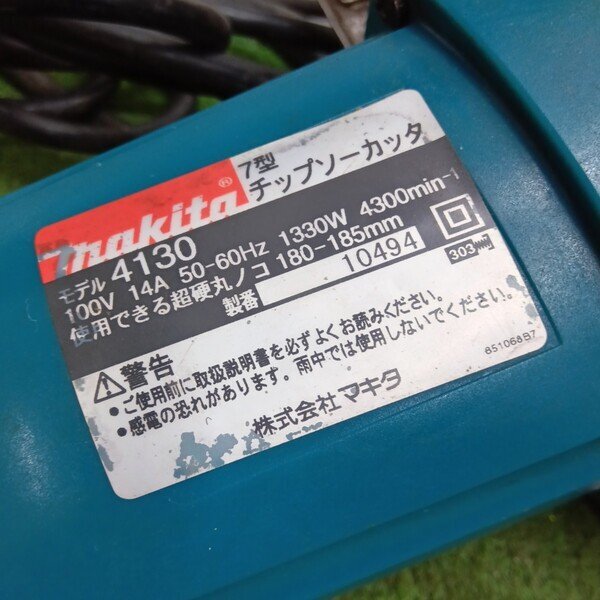 makita®
7型
チップソーカッタ
モデル 4130
100V 14A 50-60Hz 1330W 4300min-1
使用できる超硬丸ノコ 180-185mm
製番 10494
303
警告
• ご使用前に取扱説明書を必ずよくお読みください。
• 感電の恐れがあります。雨中では使用しないでください。
株式会社 マキタ
851068B7